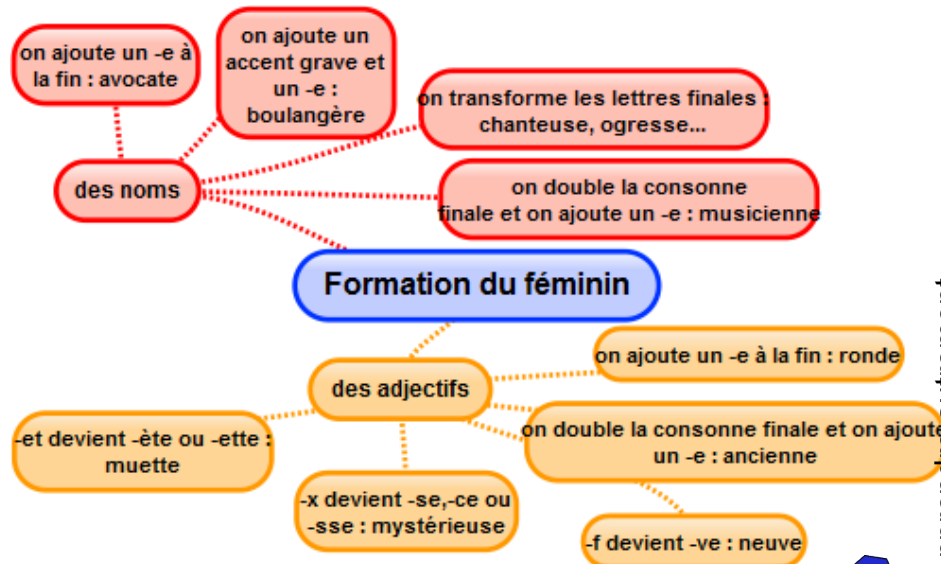 on ajoute un -e à
la fin : avocate
on ajoute un
accent grave et
un -e :
boulangère
on transforme les lettres finales :
chanteuse, ogresse...
des noms
on double la consonne
finale et on ajoute un -e : musicienne
Formation du féminin
on ajoute un -e à la fin : ronde
des adjectifs
-et devient -ète ou -ette :
muette
on double la consonne finale et on ajoute
un -e : ancienne
-x devient -se,-ce ou
-sse : mystérieuse
-f devient -ve : neuve